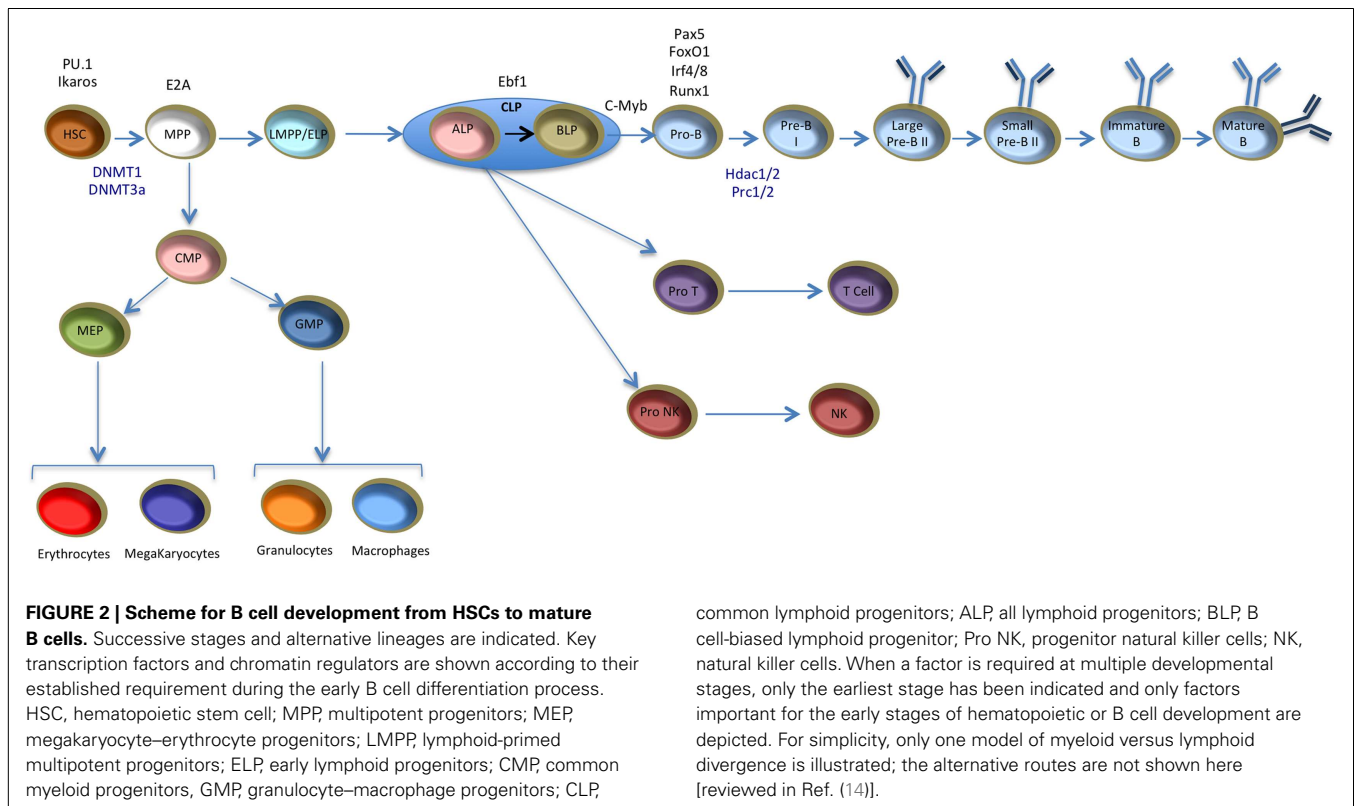 PU.1
Ikaros
E2A
Ebf1
Pax5
FoxO1
Irf4/8
Runx1
C-Myb
HSC
MPP
LMPP/ELP
CLP
ALP
BLP
Pro-B
Pre-B
I
Large
Pre-B II
Small
Pre-B II
Immature
B
Mature
B
DNMT1
DNMT3a
Hdac1/2
Prc1/2
CMP
Pro T
T Cell
MEP
GMP
Pro NK
NK
Erythrocytes
MegaKaryocytes
Granulocytes
Macrophages
FIGURE 2 | Scheme for B cell development from HSCs to mature
B cells. Successive stages and alternative lineages are indicated. Key
transcription factors and chromatin regulators are shown according to their
established requirement during the early B cell differentiation process.
HSC, hematopoietic stem cell; MPP, multipotent progenitors; MEP,
megakaryocyte–erythrocyte progenitors; LMPP, lymphoid-primed
multipotent progenitors; ELP, early lymphoid progenitors; CMP, common
myeloid progenitors, GMP, granulocyte–macrophage progenitors; CLP,
common lymphoid progenitors; ALP, all lymphoid progenitors; BLP, B
cell-biased lymphoid progenitor; Pro NK, progenitor natural killer cells; NK,
natural killer cells. When a factor is required at multiple developmental
stages, only the earliest stage has been indicated and only factors
important for the early stages of hematopoietic or B cell development are
depicted. For simplicity, only one model of myeloid versus lymphoid
divergence is illustrated; the alternative routes are not shown here
[reviewed in Ref. (14)].